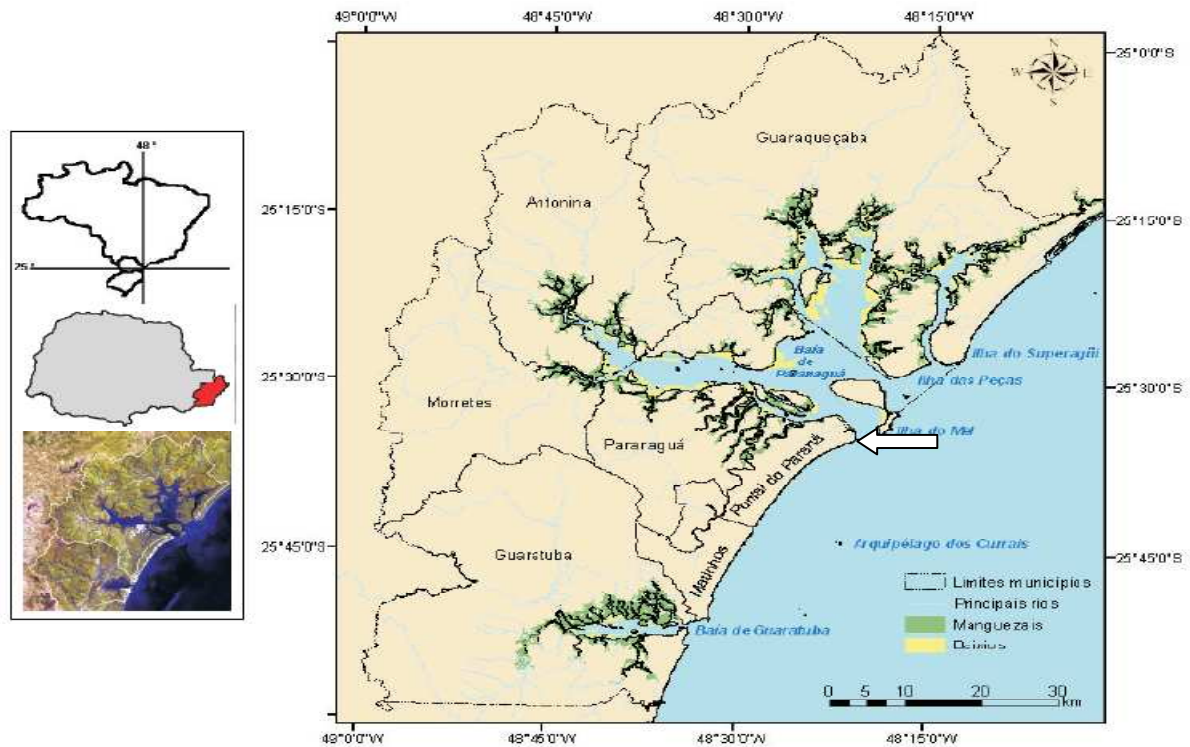 49°0'0"W 48°45'0"W 48°30'0"W 48°15'0"W
25°0'0"S
N
W E
S
Guaraqueçaba
48°
25°
Antonina
25°15'0"S
25°15'0"S
Baía
de
Paranaguá
Ilha do Superagüi
Ilha das Peças
25°30'0"S
25°30'0"S
Morretes
Ilha do Mel
Paranaguá
Pontal do Paraná
Guaratuba
Matinhos
25°45'0"S
25°45'0"S
Arquipélago dos Currais
Limites municípios
Principais rios
Manguezais
Baixios
Baía de Guaratuba
0 5 10 20 30
km
49°0'0"W 48°45'0"W 48°30'0"W 48°15'0"W